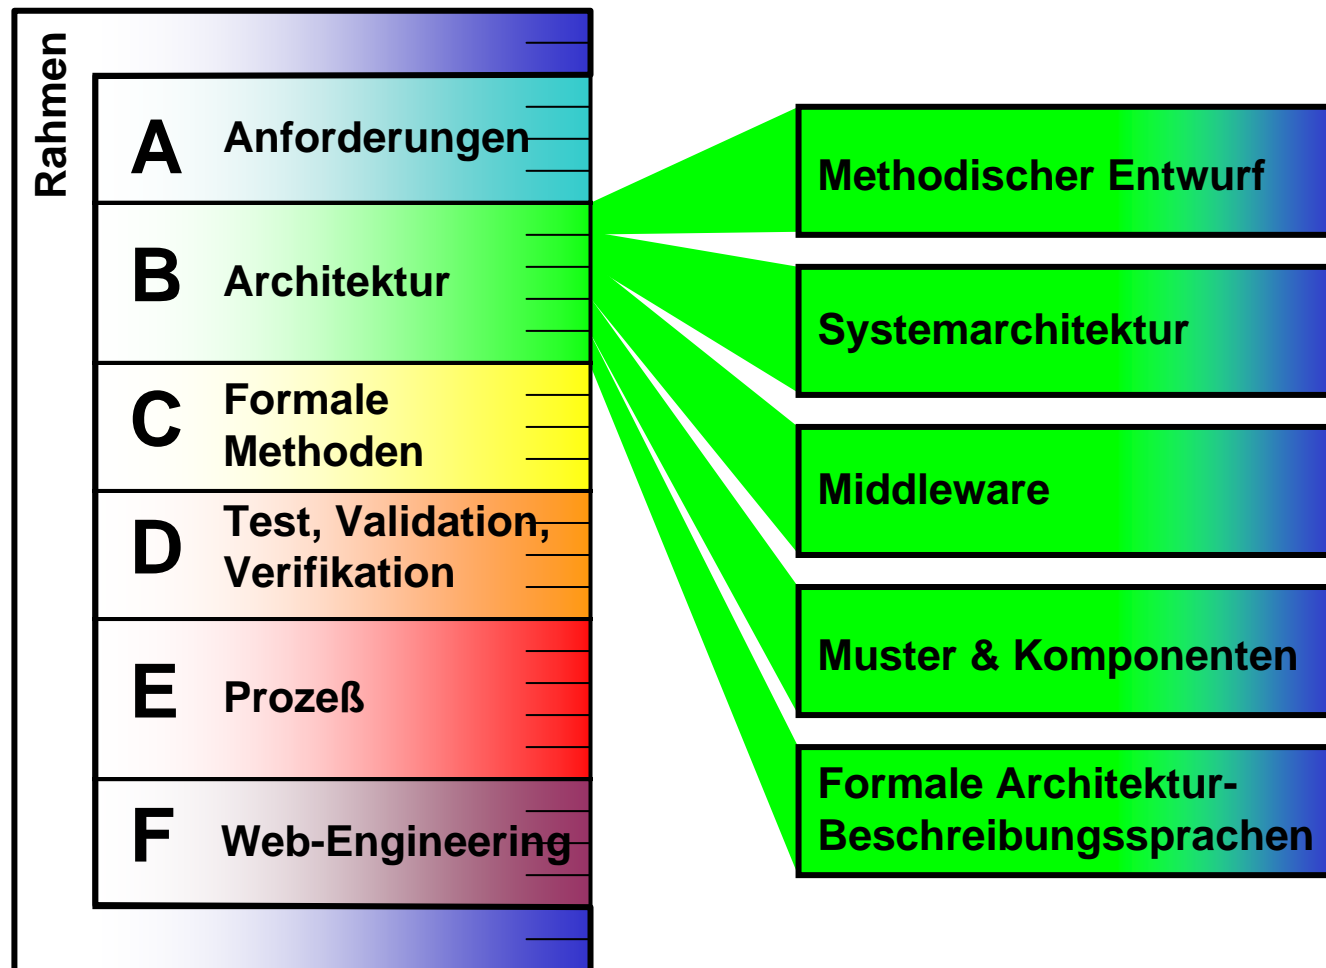 Rahmen
A Anforderungen
B Architektur
C Formale
Methoden
D Test, Validation,
Verifikation
E Prozeß
F Web-Engineering
Methodischer Entwurf
Systemarchitektur
Middleware
Muster & Komponenten
Formale Architektur-
Beschreibungssprachen